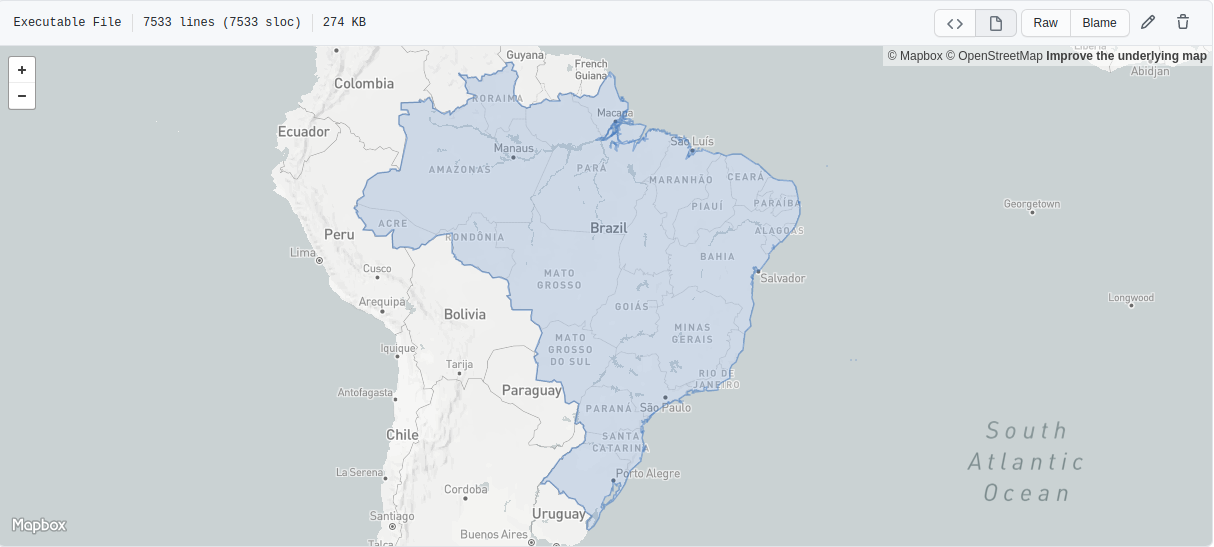 Executable File
7533 lines (7533 sloc)
274 KB
<>
Raw
Blame
+
−
© Mapbox © OpenStreetMap Improve the underlying map
Liberia
Abidjan
Guyana
French
Guiana
Colombia
RORAIMA
Macapá
Ecuador
Manaus
São Luís
AMAZONAS
PARÁ
MARANHÃO
CEARÁ
PIAUÍ
PARAÍBA
Georgetown
ACRE
RONDÔNIA
Brazil
ALAGOAS
Peru
Lima
BAHIA
Cusco
MATO
GROSSO
Salvador
Arequipa
GOIÁS
Longwood
Bolivia
MINAS
GERAIS
Iquique
MATO
GROSSO
DO SUL
Tarija
RIO DE
JANEIRO
Antofagasta
Paraguay
PARANÁ
São Paulo
Chile
SANTA
CATARINA
South
Atlantic
Ocean
La Serena
Porto Alegre
Cordoba
Santiago
Uruguay
Buenos Aires
Talca
Mapbox